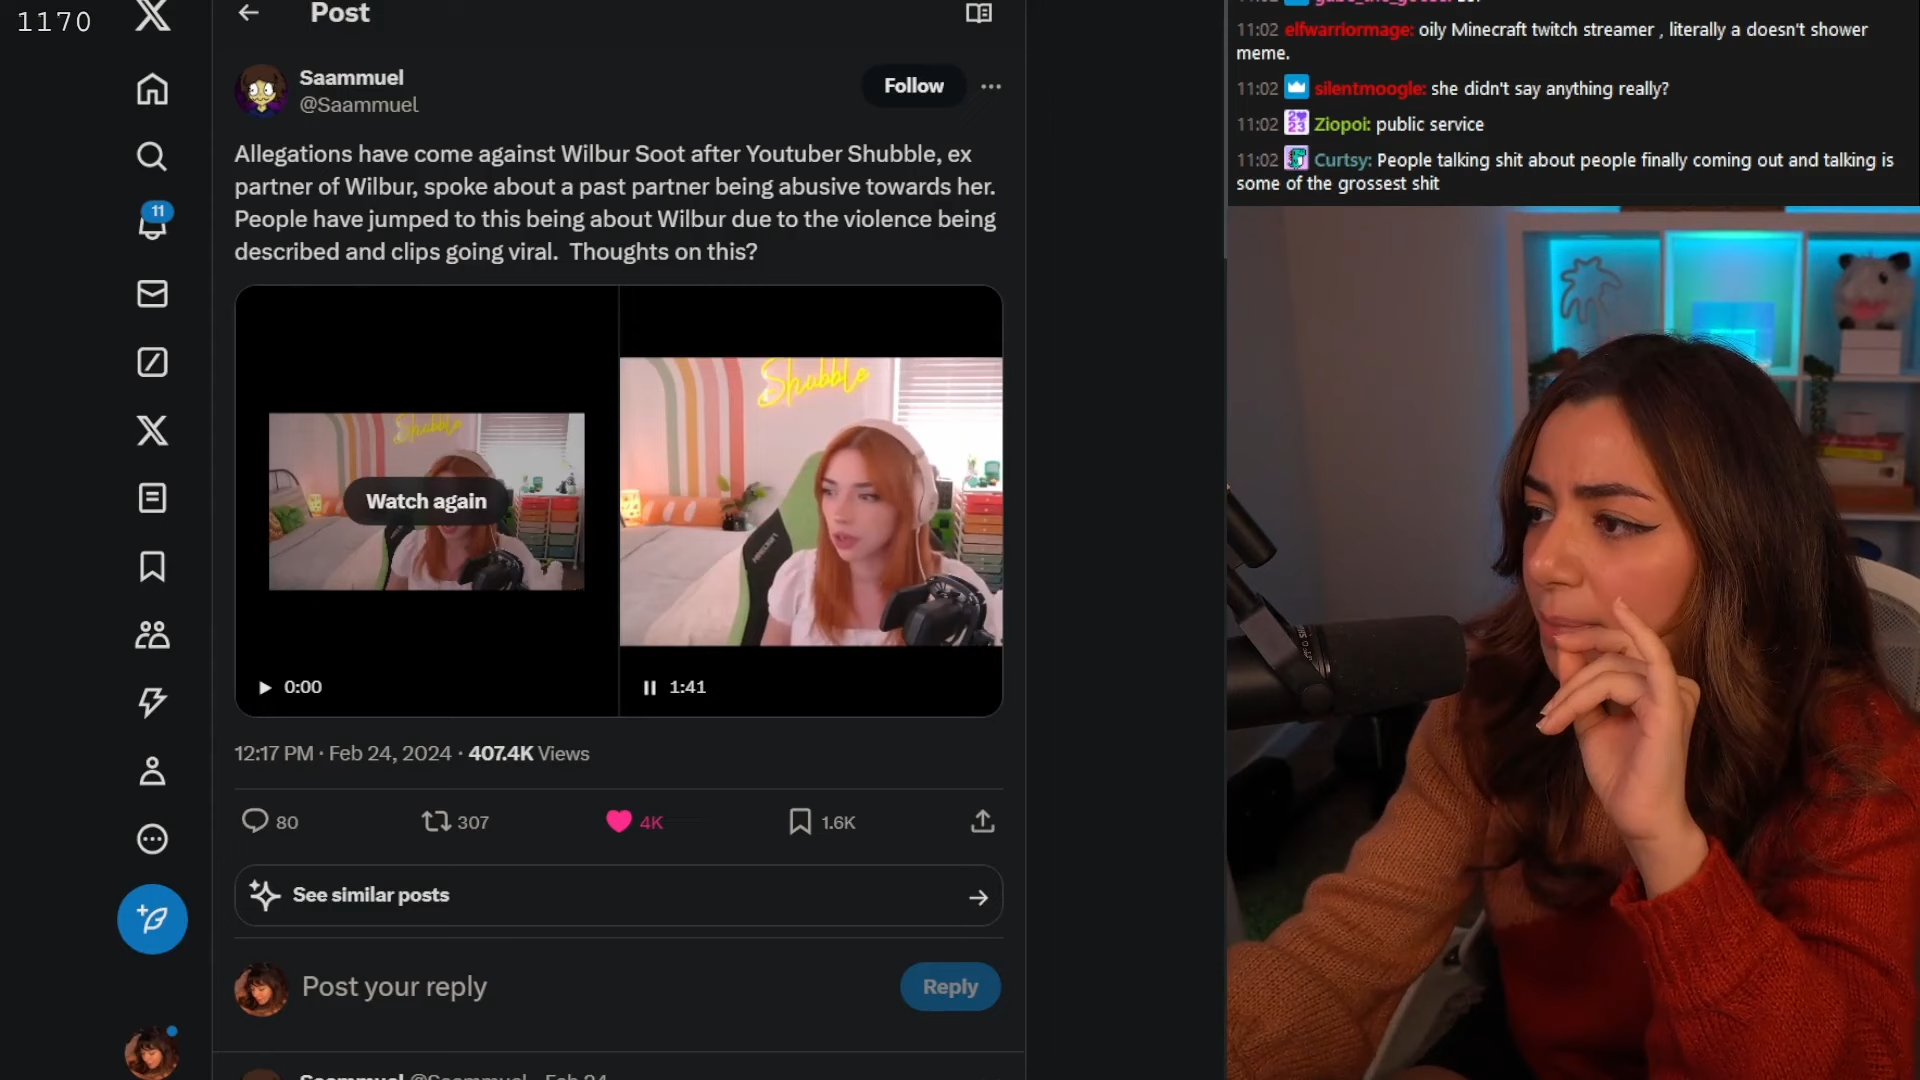 1170
Post
Saammuel
@Saammuel
Follow
Allegations have come against Wilbur Soot after Youtuber Shubble, ex
partner of Wilbur, spoke about a past partner being abusive towards her.
People have jumped to this being about Wilbur due to the violence being
described and clips going viral.  Thoughts on this?
11
Shubble
Watch again
0:00
Shubble
MINECRAFT
1:41
12:17 PM · Feb 24, 2024 · 407.4K Views
80
307
4K
1.6K
See similar posts
Post your reply
Reply
Saammuel @Saammuel · Feb 24
11:02 elfwarriormage: oily Minecraft twitch streamer , literally a doesn't shower
meme.
11:02 silentmoogle: she didn't say anything really?
11:02 Ziopoi: public service
11:02 Curtsy: People talking shit about people finally coming out and talking is
some of the grossest shit